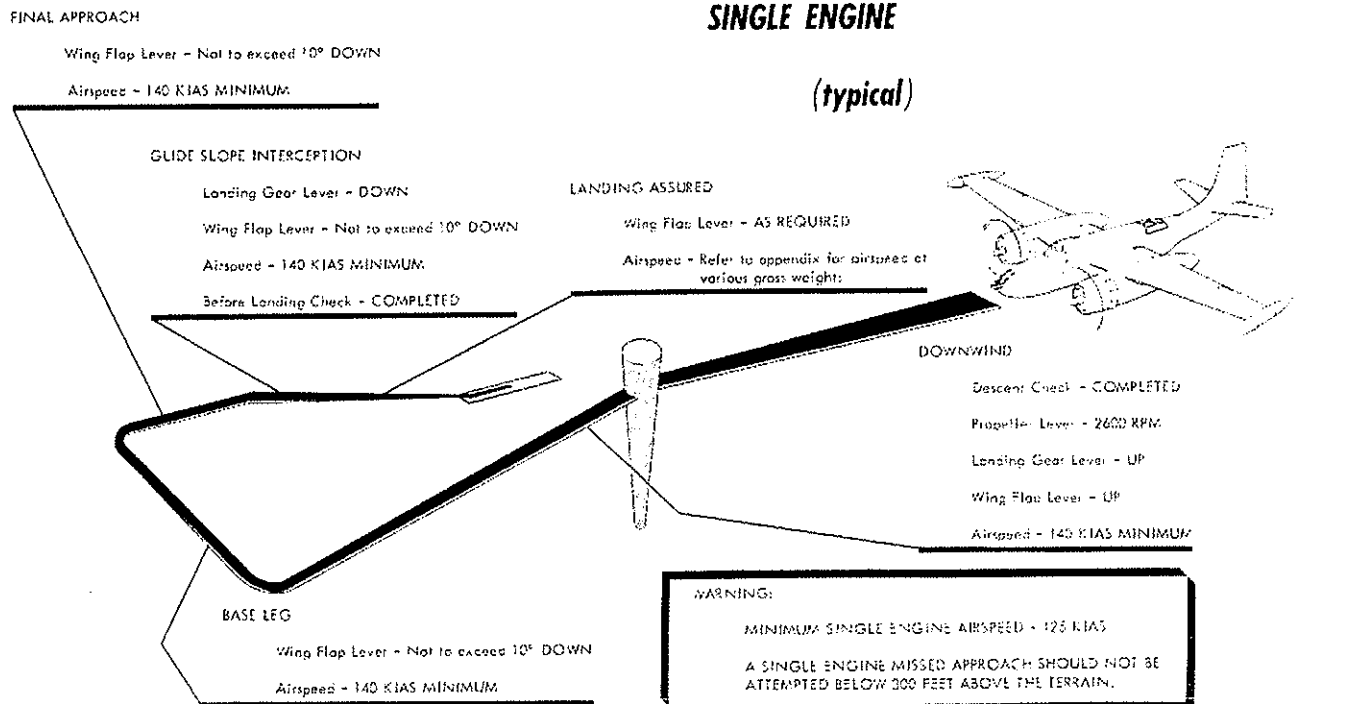 SINGLE ENGINE
(typical)
FINAL APPROACH
Wing Flap Lever - Not to exceed 10° DOWN
Airspeed - 140 KIAS MINIMUM
GLIDE SLOPE INTERCEPTION
Landing Gear Lever - DOWN
Wing Flap Lever - Not to exceed 10° DOWN
Airspeed - 140 KIAS MINIMUM
Before Landing Check - COMPLETED
LANDING ASSURED
Wing Flap Lever - AS REQUIRED
Airspeed - Refer to appendix for airspeed at
various gross weights
DOWNWIND
Descent Check - COMPLETED
Propeller Lever - 2600 RPM
Landing Gear Lever - UP
Wing Flap Lever - UP
Airspeed - 140 KIAS MINIMUM
BASE LEG
Wing Flap Lever - Not to exceed 10° DOWN
Airspeed - 140 KIAS MINIMUM
WARNING:
MINIMUM SINGLE ENGINE AIRSPEED - 125 KIAS
A SINGLE ENGINE MISSED APPROACH SHOULD NOT BE
ATTEMPTED BELOW FEET ABOVE THE TERRAIN.